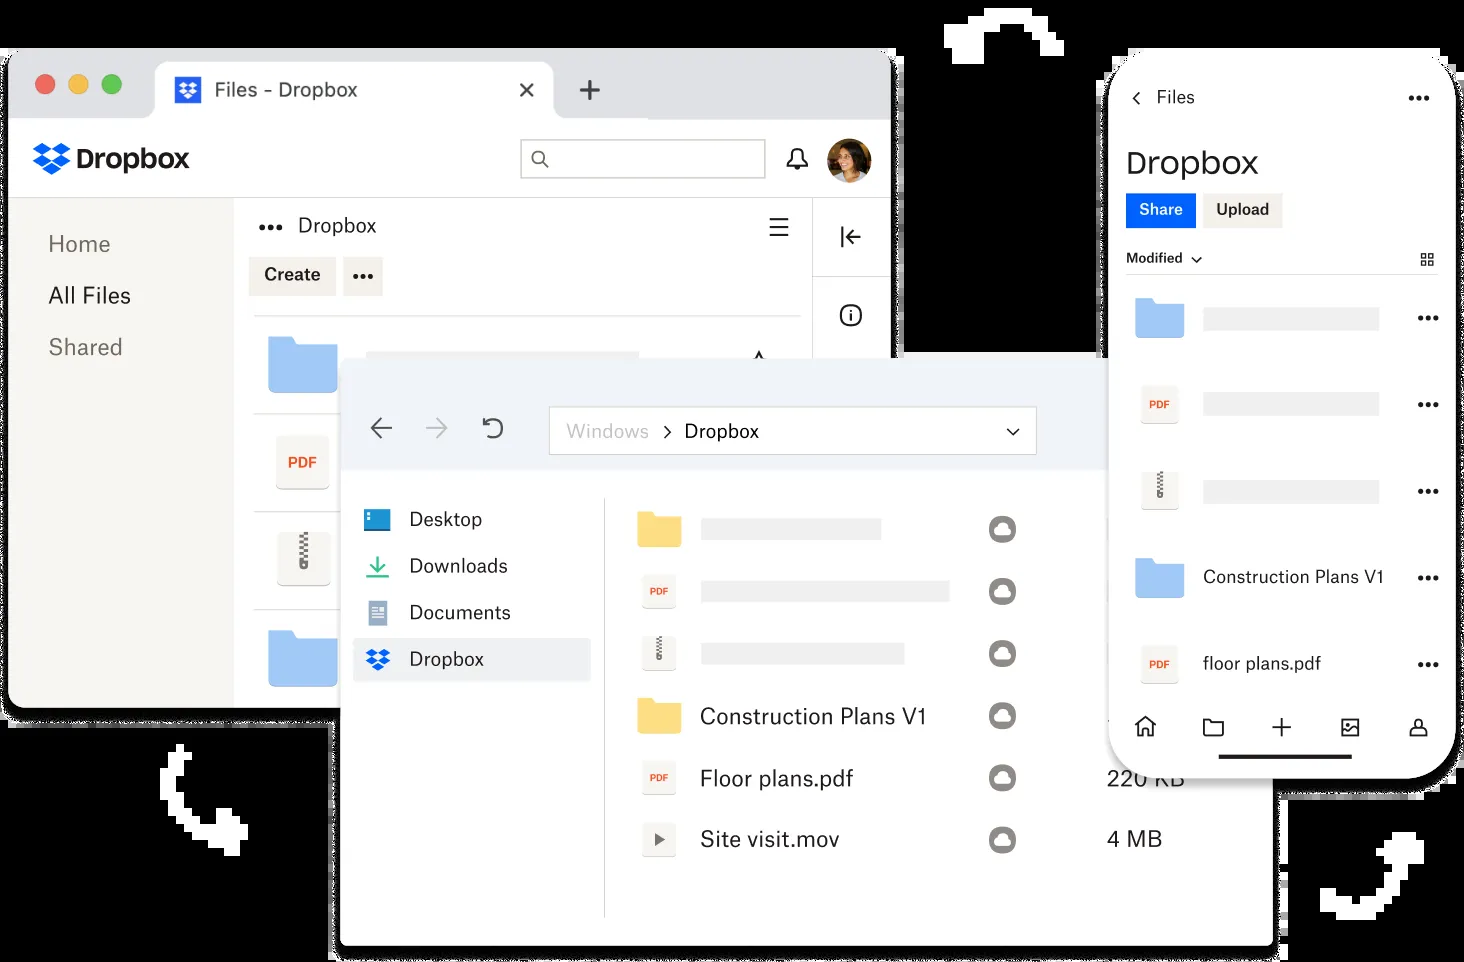 Files - Dropbox
Dropbox
Home
All Files
Shared
Dropbox
Create
PDF
Windows
Dropbox
Desktop
Downloads
Documents
Dropbox
PDF
Construction Plans V1
PDF
Floor plans.pdf
220 KB
Site visit.mov
4 MB
Files
Dropbox
Share
Upload
Modified
PDF
Construction Plans V1
PDF
floor plans.pdf